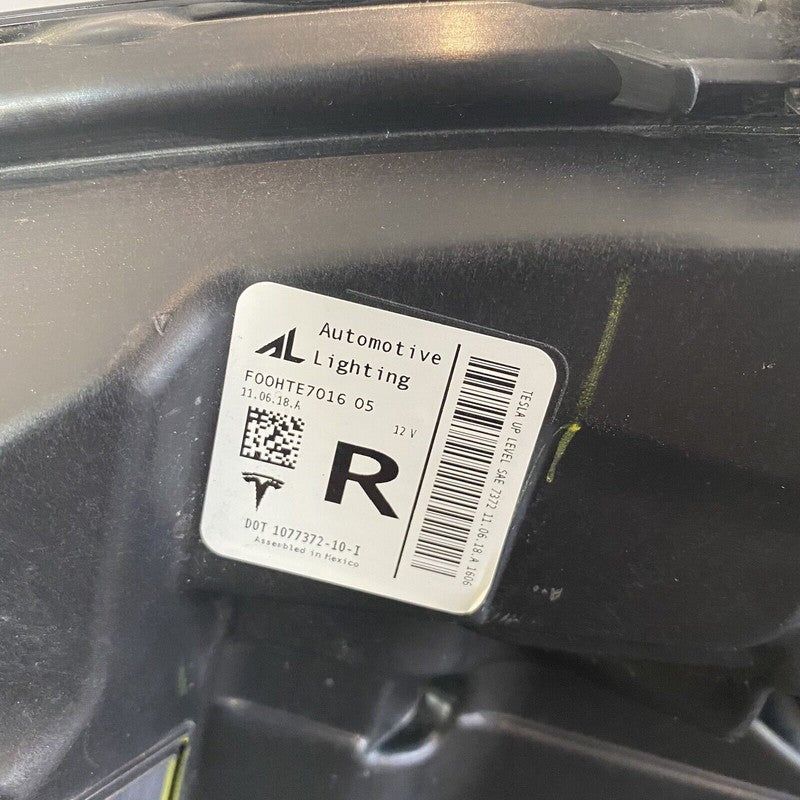 AL Automotive
Lighting
F00HTE7016 05
11.06.18.A
12 V
R
DOT 1077372-10-I
Assembled in Mexico
TESLA UP LEVEL SAE 7372 11.06.18.A 1606